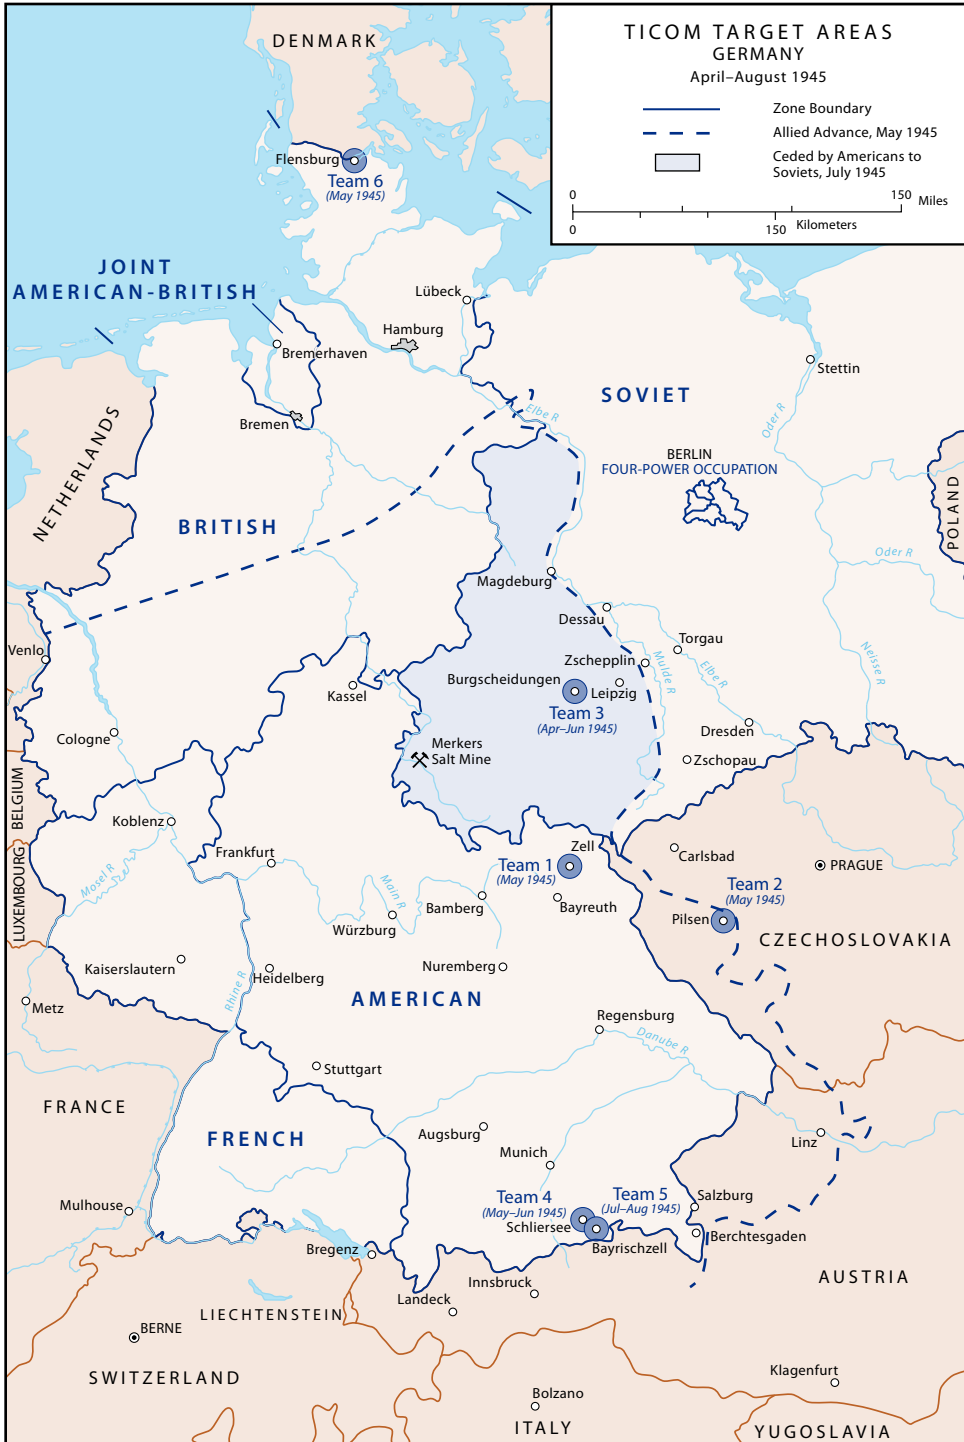 TICOM TARGET AREAS
GERMANY
April–August 1945
Zone Boundary
Allied Advance, May 1945
Ceded by Americans to
Soviets, July 1945
0
150
Miles
0
150
Kilometers
DENMARK
Flensburg
Team 6
(May 1945)
JOINT
AMERICAN-BRITISH
Lübeck
Hamburg
Bremerhaven
Bremen
Stettin
SOVIET
Elbe R
Oder R
NETHERLANDS
BERLIN
FOUR-POWER OCCUPATION
POLAND
BRITISH
Oder R
Magdeburg
Dessau
Torgau
Venlo
Zschepplin
Mulde R
Elbe R
Neisse R
Kassel
Burgscheidungen
Leipzig
Team 3
(Apr–Jun 1945)
Cologne
Dresden
Merkers
Salt Mine
Zschopau
BELGIUM
Koblenz
Frankfurt
Zell
Carlsbad
PRAGUE
Mosel R
Team 1
(May 1945)
Team 2
(May 1945)
LUXEMBOURG
Main R
Bamberg
Bayreuth
Pilsen
Würzburg
CZECHOSLOVAKIA
Kaiserslautern
Heidelberg
Nuremberg
Rhine R
AMERICAN
Metz
Regensburg
Danube R
Stuttgart
FRANCE
FRENCH
Augsburg
Linz
Munich
Mulhouse
Team 4
(May–Jun 1945)
Team 5
(Jul–Aug 1945)
Salzburg
Schliersee
Berchtesgaden
Bregenz
Bayrischzell
Innsbruck
AUSTRIA
Landeck
LIECHTENSTEIN
BERNE
SWITZERLAND
Klagenfurt
Bolzano
ITALY
YUGOSLAVIA